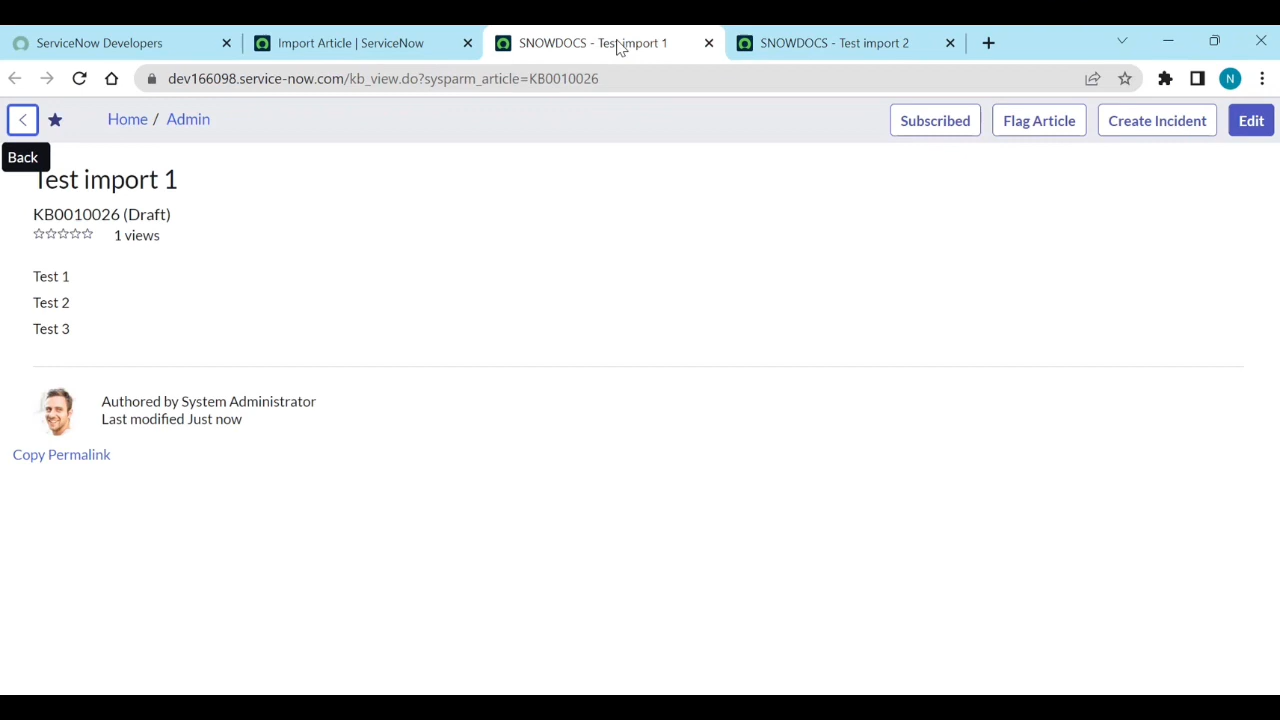 ServiceNow Developers
Import Article | ServiceNow
SNOWDOCS - Test import 1
SNOWDOCS - Test import 2
dev166098.service-now.com/kb_view.do?sysparm_article=KB0010026
N
Home / Admin
Subscribed
Flag Article
Create Incident
Edit
Back
Test import 1
KB0010026 (Draft)
1 views
Test 1
Test 2
Test 3
Authored by System Administrator
Last modified Just now
Copy Permalink